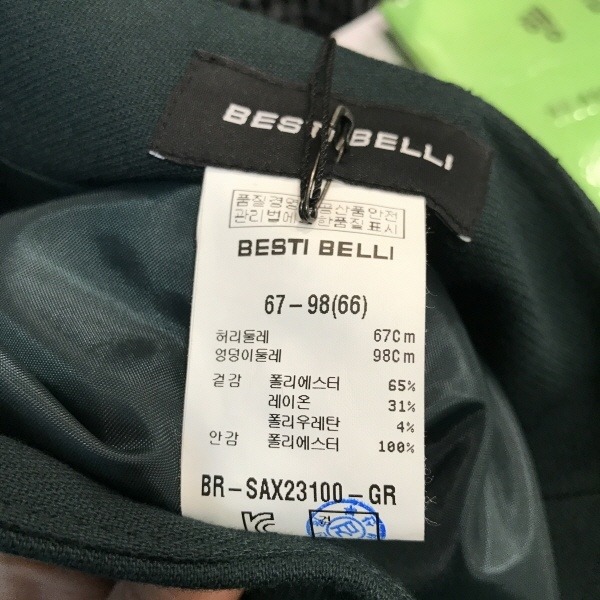 BESTI BELLI
품질경영 공산품안전
관리법에 한품질표시
BESTI BELLI
67-98(66)
허리둘레 67Cm
엉덩이둘레 98Cm
겉감 폴리에스터 65%
레이온 31%
폴리우레탄 4%
안감 폴리에스터 100%
BR-SAX23100-GR